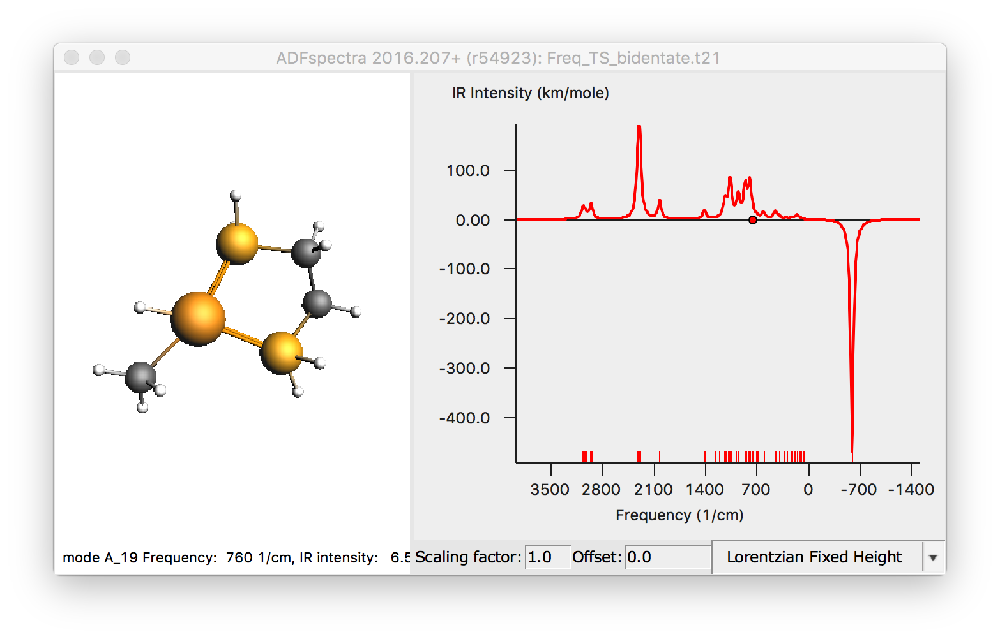 ADFspectra 2016.207+ (r54923): Freq_TS_bidentate.t21
IR Intensity (km/mole)
100.0
0.00
-100.0
-200.0
-300.0
-400.0
3500 2800 2100 1400 700 0 -700 -1400
Frequency (1/cm)
mode A_19 Frequency: 760 1/cm, IR intensity: 6.5 Scaling factor: 1.0 Offset: 0.0 Lorentzian Fixed Height